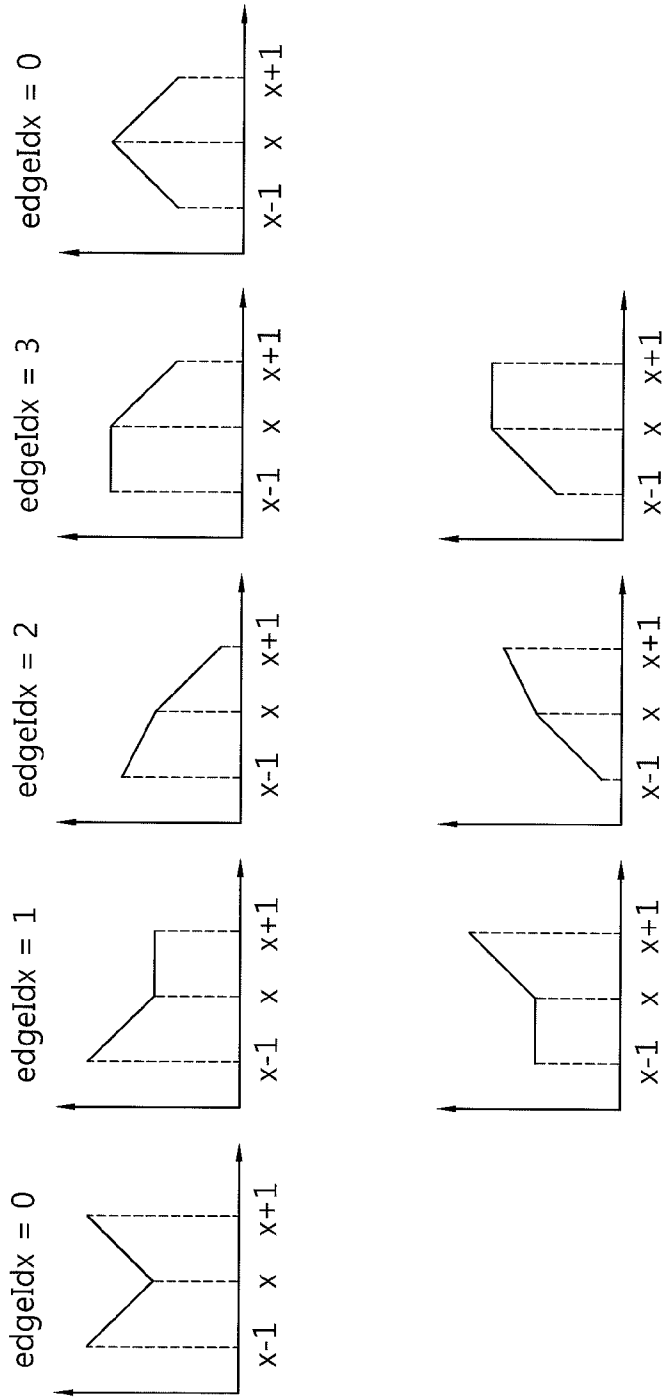 edgeIdx = 0 edgeIdx = 1 edgeIdx = 2 edgeIdx = 3 edgeIdx = 0
x-1 x x+1 x-1 x x+1 x-1 x x+1 x-1 x x+1 x-1 x x+1
x-1 x x+1 x-1 x x+1 x-1 x x+1